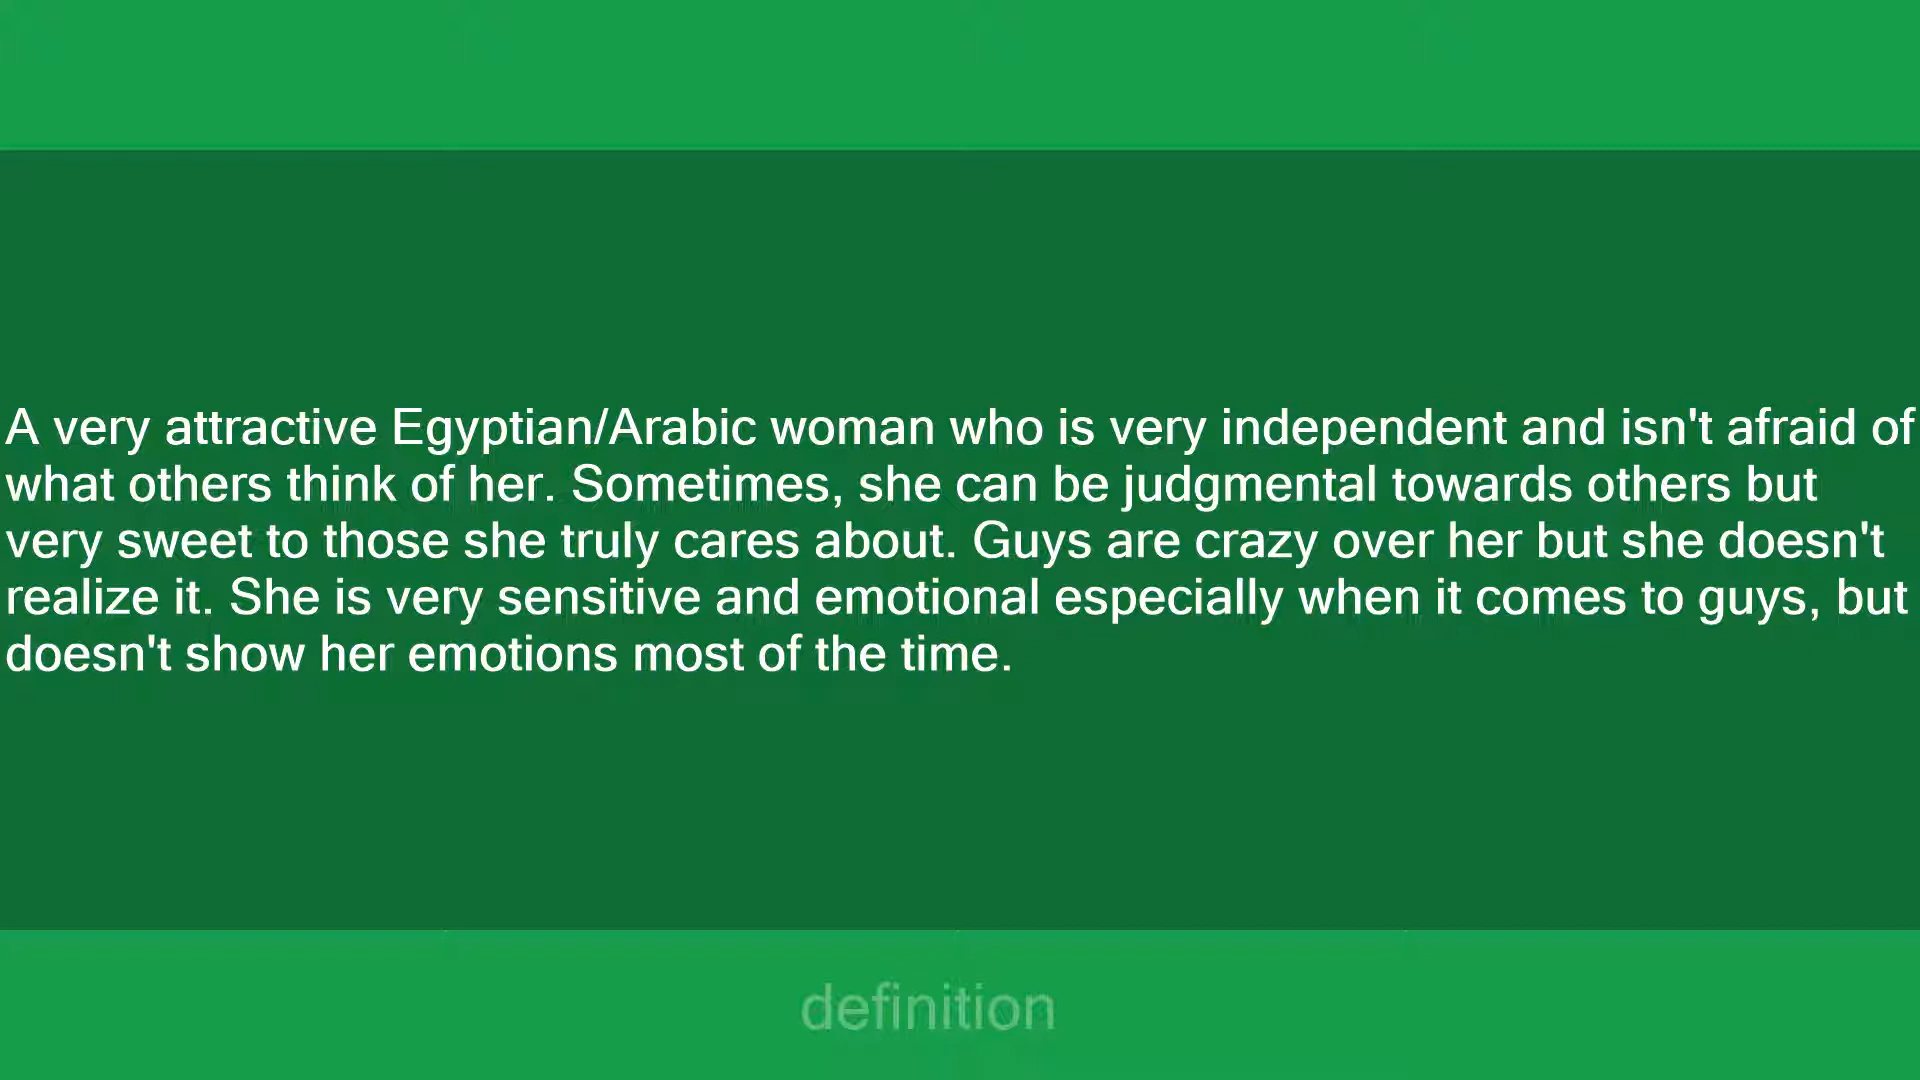 A very attractive Egyptian/Arabic woman who is very independent and isn't afraid of
what others think of her. Sometimes, she can be judgmental towards others but
very sweet to those she truly cares about. Guys are crazy over her but she doesn't
realize it. She is very sensitive and emotional especially when it comes to guys, but
doesn't show her emotions most of the time.
definition